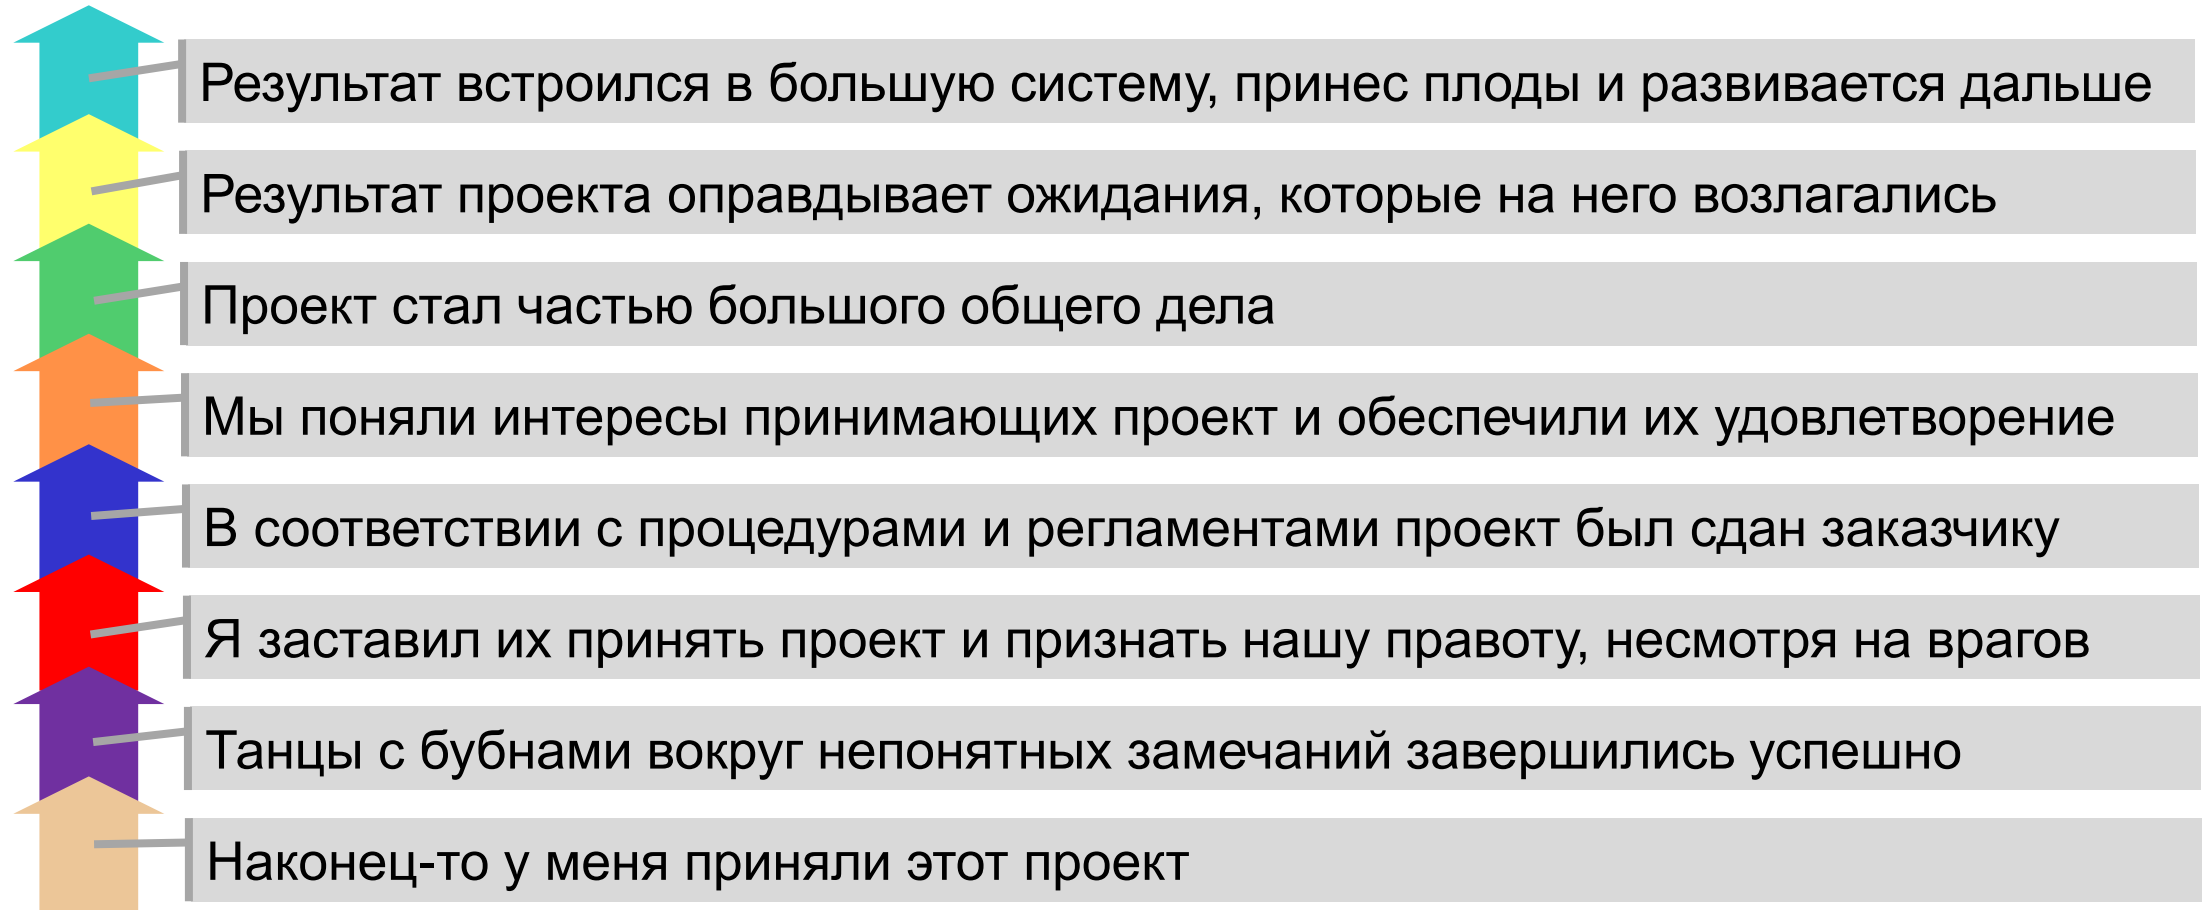 Результат встроился в большую систему, принес плоды и развивается дальше
Результат проекта оправдывает ожидания, которые на него возлагались
Проект стал частью большого общего дела
Мы поняли интересы принимающих проект и обеспечили их удовлетворение
В соответствии с процедурами и регламентами проект был сдан заказчику
Я заставил их принять проект и признать нашу правоту, несмотря на врагов
Танцы с бубнами вокруг непонятных замечаний завершились успешно
Наконец-то у меня приняли этот проект